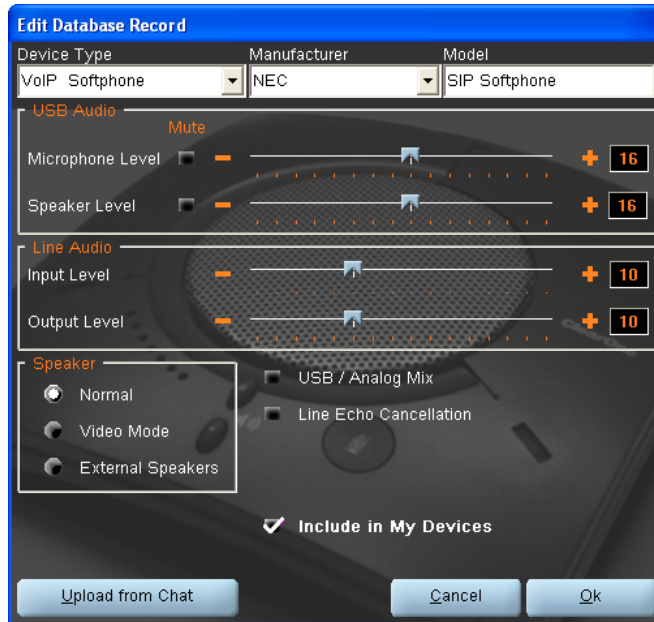 Edit Database Record
Device Type Manufacturer Model
VoIP Softphone NEC SIP Softphone
USB Audio
Mute
Microphone Level 16
Speaker Level 16
Line Audio
Input Level 10
Output Level 10
Speaker
Normal
Video Mode
External Speakers
USB / Analog Mix
Line Echo Cancellation
Include in My Devices
Upload from Chat Cancel Ok